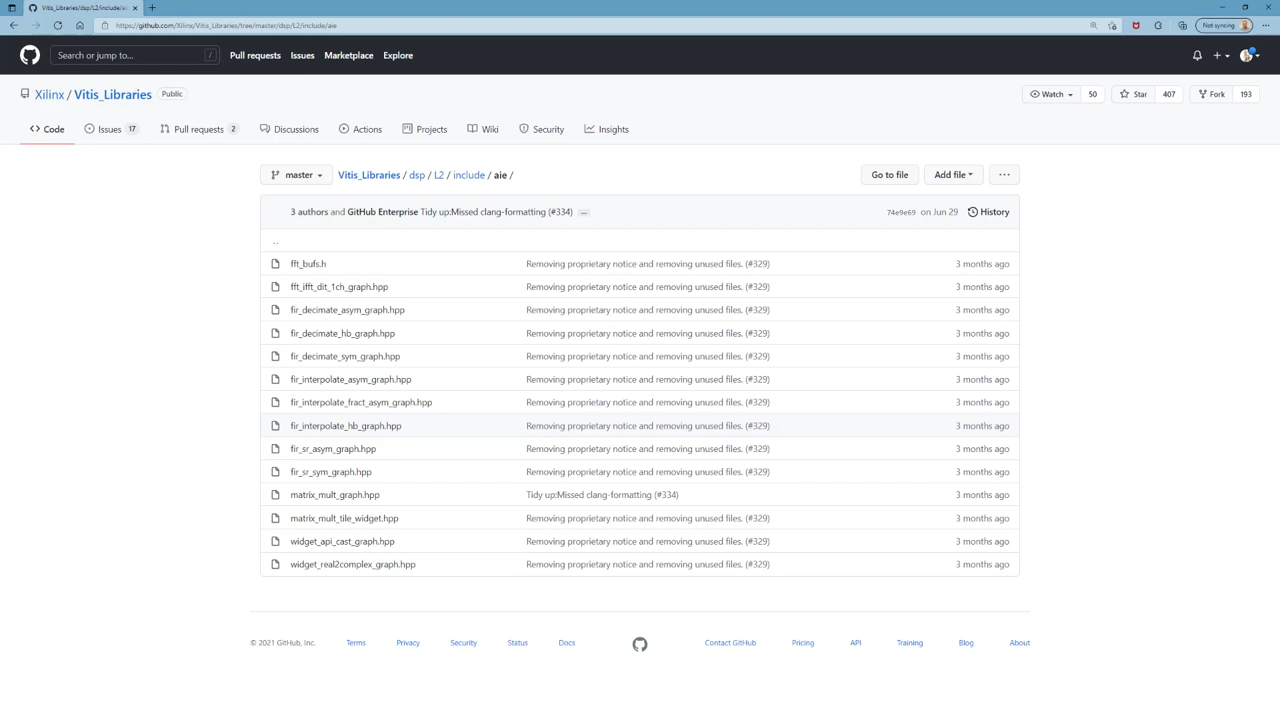 Vitis_Libraries/dsp/L2/include/aie
https://github.com/Xilinx/Vitis_Libraries/tree/master/dsp/L2/include/aie
Not syncing
Search or jump to...
/
Pull requests
Issues
Marketplace
Explore
Xilinx / Vitis_Libraries
Public
Watch
50
Star
407
Fork
193
Code
Issues 17
Pull requests 2
Discussions
Actions
Projects
Wiki
Security
Insights
master
Vitis_Libraries / dsp / L2 / include / aie /
Go to file
Add file
...
3 authors and GitHub Enterprise Tidy up:Missed clang-formatting (#334) ...
74e9e69 on Jun 29
History
..
fft_bufs.h Removing proprietary notice and removing unused files. (#329) 3 months ago
fft_ifft_dit_1ch_graph.hpp Removing proprietary notice and removing unused files. (#329) 3 months ago
fir_decimate_asym_graph.hpp Removing proprietary notice and removing unused files. (#329) 3 months ago
fir_decimate_hb_graph.hpp Removing proprietary notice and removing unused files. (#329) 3 months ago
fir_decimate_sym_graph.hpp Removing proprietary notice and removing unused files. (#329) 3 months ago
fir_interpolate_asym_graph.hpp Removing proprietary notice and removing unused files. (#329) 3 months ago
fir_interpolate_fract_asym_graph.hpp Removing proprietary notice and removing unused files. (#329) 3 months ago
fir_interpolate_hb_graph.hpp Removing proprietary notice and removing unused files. (#329) 3 months ago
fir_sr_asym_graph.hpp Removing proprietary notice and removing unused files. (#329) 3 months ago
fir_sr_sym_graph.hpp Removing proprietary notice and removing unused files. (#329) 3 months ago
matrix_mult_graph.hpp Tidy up:Missed clang-formatting (#334) 3 months ago
matrix_mult_tile_widget.hpp Removing proprietary notice and removing unused files. (#329) 3 months ago
widget_api_cast_graph.hpp Removing proprietary notice and removing unused files. (#329) 3 months ago
widget_real2complex_graph.hpp Removing proprietary notice and removing unused files. (#329) 3 months ago
© 2021 GitHub, Inc.
Terms
Privacy
Security
Status
Docs
Contact GitHub
Pricing
API
Training
Blog
About